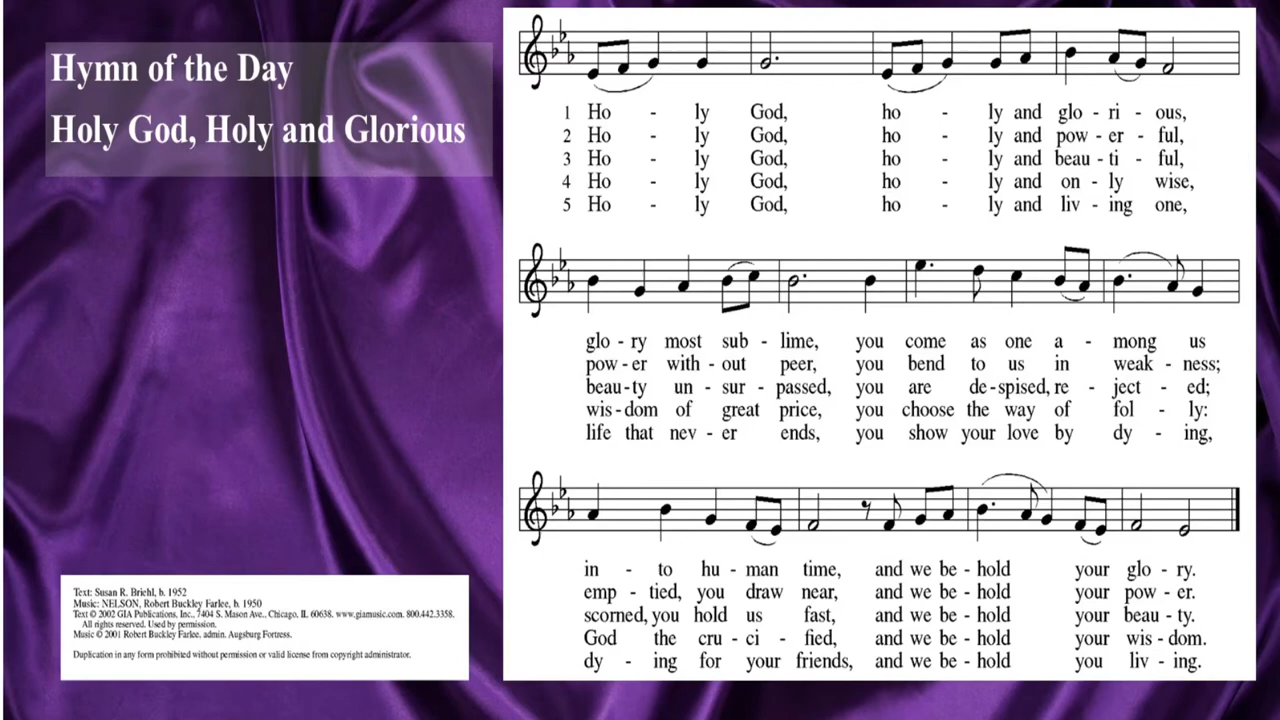 Hymn of the Day
Holy God, Holy and Glorious
1 Ho - ly God, ho - ly and glo - ri - ous,
2 Ho - ly God, ho - ly and pow - er - ful,
3 Ho - ly God, ho - ly and beau - ti - ful,
4 Ho - ly God, ho - ly and on - ly wise,
5 Ho - ly God, ho - ly and liv - ing one,
glo - ry most sub - lime, you come as one a - mong us
pow - er with - out peer, you bend to us in weak - ness;
beau - ty un - sur - passed, you are de - spised, re - ject - ed;
wis - dom of great price, you choose the way of fol - ly:
life that nev - er ends, you show your love by dy - ing,
in - to hu - man time, and we be - hold your glo - ry.
emp - tied, you draw near, and we be - hold your pow - er.
scorned, you hold us fast, and we be - hold your beau - ty.
God the cru - ci - fied, and we be - hold your wis - dom.
dy - ing for your friends, and we be - hold you liv - ing.
Text: Susan R. Briehl, b. 1952
Music: NELSON, Robert Buckley Farlee, b. 1950
Text © 2002 GIA Publications, Inc., 7404 S. Mason Ave., Chicago, IL 60638. www.giamusic.com. 800.442.3358.
All rights reserved. Used by permission.
Music © 2001 Robert Buckley Farlee, admin. Augsburg Fortress.
Duplication in any form prohibited without permission or valid license from copyright administrator.